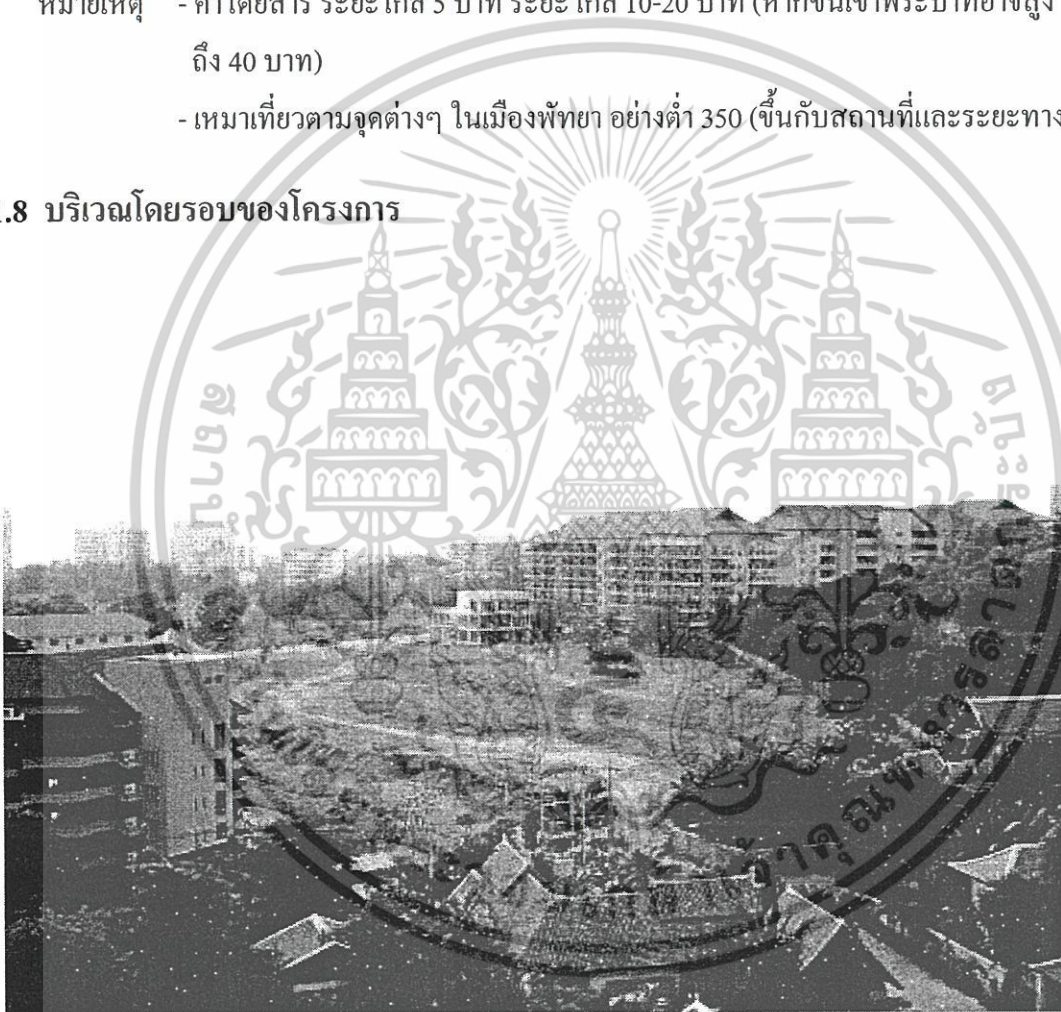 หมายเหตุ - ค่าโดยสาร ระยะใกล้ 5 บาท ระยะไกล 10-20 บาท (หากขึ้นเขาพระบาทอาจสูง
ถึง 40 บาท)
- เหมาเที่ยวตามจุดต่างๆ ในเมืองพัทยา อย่างต่ำ 350 (ขึ้นกับสถานที่และระยะทาง
.8 บริเวณโดยรอบของโครงการ